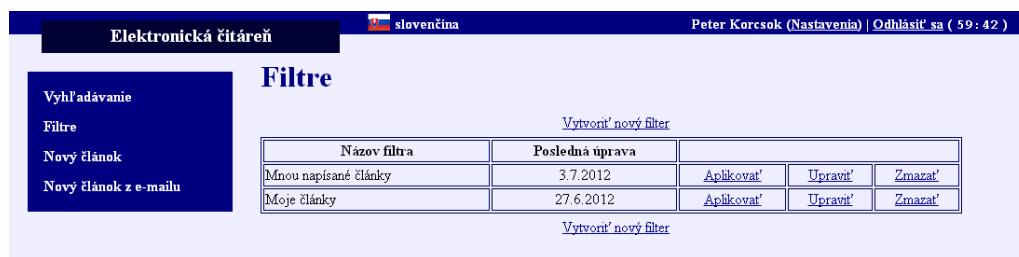 slovenčina
Peter Korcsok (Nastavenia) | Odhlásiť sa ( 59:42 )
Elektronická čitáreň
Vyhľadávanie
Filtre
Nový článok
Nový článok z e-mailu
Filtre
Vytvoriť nový filter
Názov filtra Posledná úprava
Mnou napísané články 3.7.2012 Aplikovať Upraviť Zmazať
Moje články 27.6.2012 Aplikovať Upraviť Zmazať
Vytvoriť nový filter